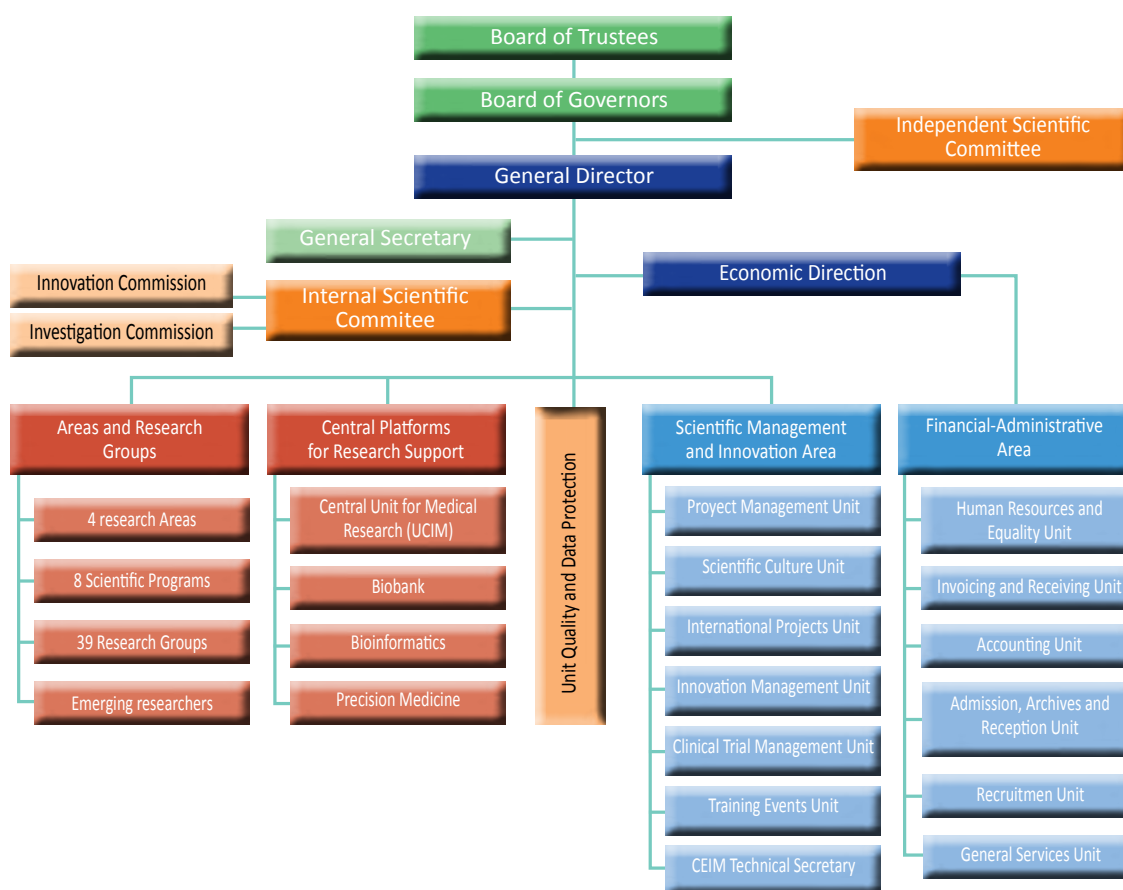 Board of Trustees
Board of Governors
Independent Scientific
Committee
General Director
General Secretary
Economic Direction
Innovation Commission
Internal Scientific
Commitee
Investigation Commission
Areas and Research
Groups
4 research Areas
8 Scientific Programs
39 Research Groups
Emerging researchers
Central Platforms
for Research Support
Central Unit for Medical
Research (UCIM)
Biobank
Bioinformatics
Precision Medicine
Unit Quality and Data Protection
Scientific Management
and Innovation Area
Proyect Management Unit
Scientific Culture Unit
International Projects Unit
Innovation Management Unit
Clinical Trial Management Unit
Training Events Unit
CEIM Technical Secretary
Financial-Administrative
Area
Human Resources and
Equality Unit
Invoicing and Receiving Unit
Accounting Unit
Admission, Archives and
Reception Unit
Recruitmen Unit
General Services Unit